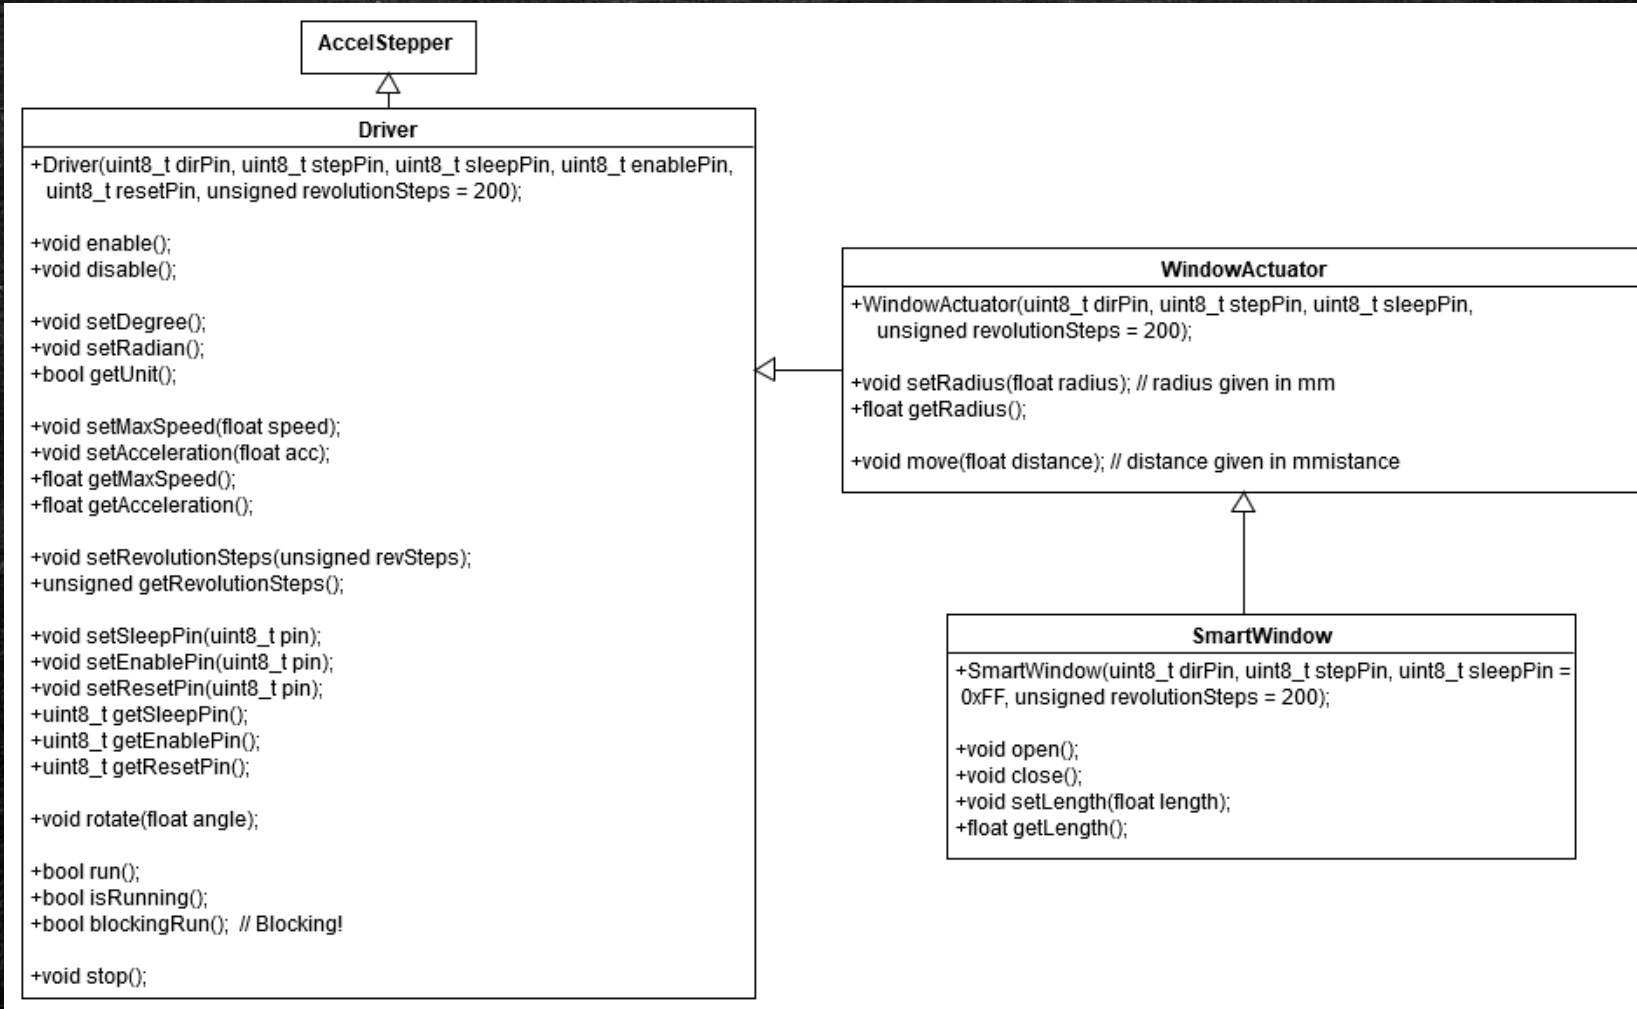 AccelStepper
Driver
+Driver(uint8_t dirPin, uint8_t stepPin, uint8_t sleepPin, uint8_t enablePin,
uint8_t resetPin, unsigned revolutionSteps = 200);
+void enable();
+void disable();
+void setDegree();
+void setRadian();
+bool getUnit();
+void setMaxSpeed(float speed);
+void setAcceleration(float acc);
+float getMaxSpeed();
+float getAcceleration();
+void setRevolutionSteps(unsigned revSteps);
+unsigned getRevolutionSteps();
+void setSleepPin(uint8_t pin);
+void setEnablePin(uint8_t pin);
+void setResetPin(uint8_t pin);
+uint8_t getSleepPin();
+uint8_t getEnablePin();
+uint8_t getResetPin();
+void rotate(float angle);
+bool run();
+bool isRunning();
+bool blockingRun(); // Blocking!
+void stop();
WindowActuator
+WindowActuator(uint8_t dirPin, uint8_t stepPin, uint8_t sleepPin,
unsigned revolutionSteps = 200);
+void setRadius(float radius); // radius given in mm
+float getRadius();
+void move(float distance); // distance given in mmistance
SmartWindow
+SmartWindow(uint8_t dirPin, uint8_t stepPin, uint8_t sleepPin =
0xFF, unsigned revolutionSteps = 200);
+void open();
+void close();
+void setLength(float length);
+float getLength();